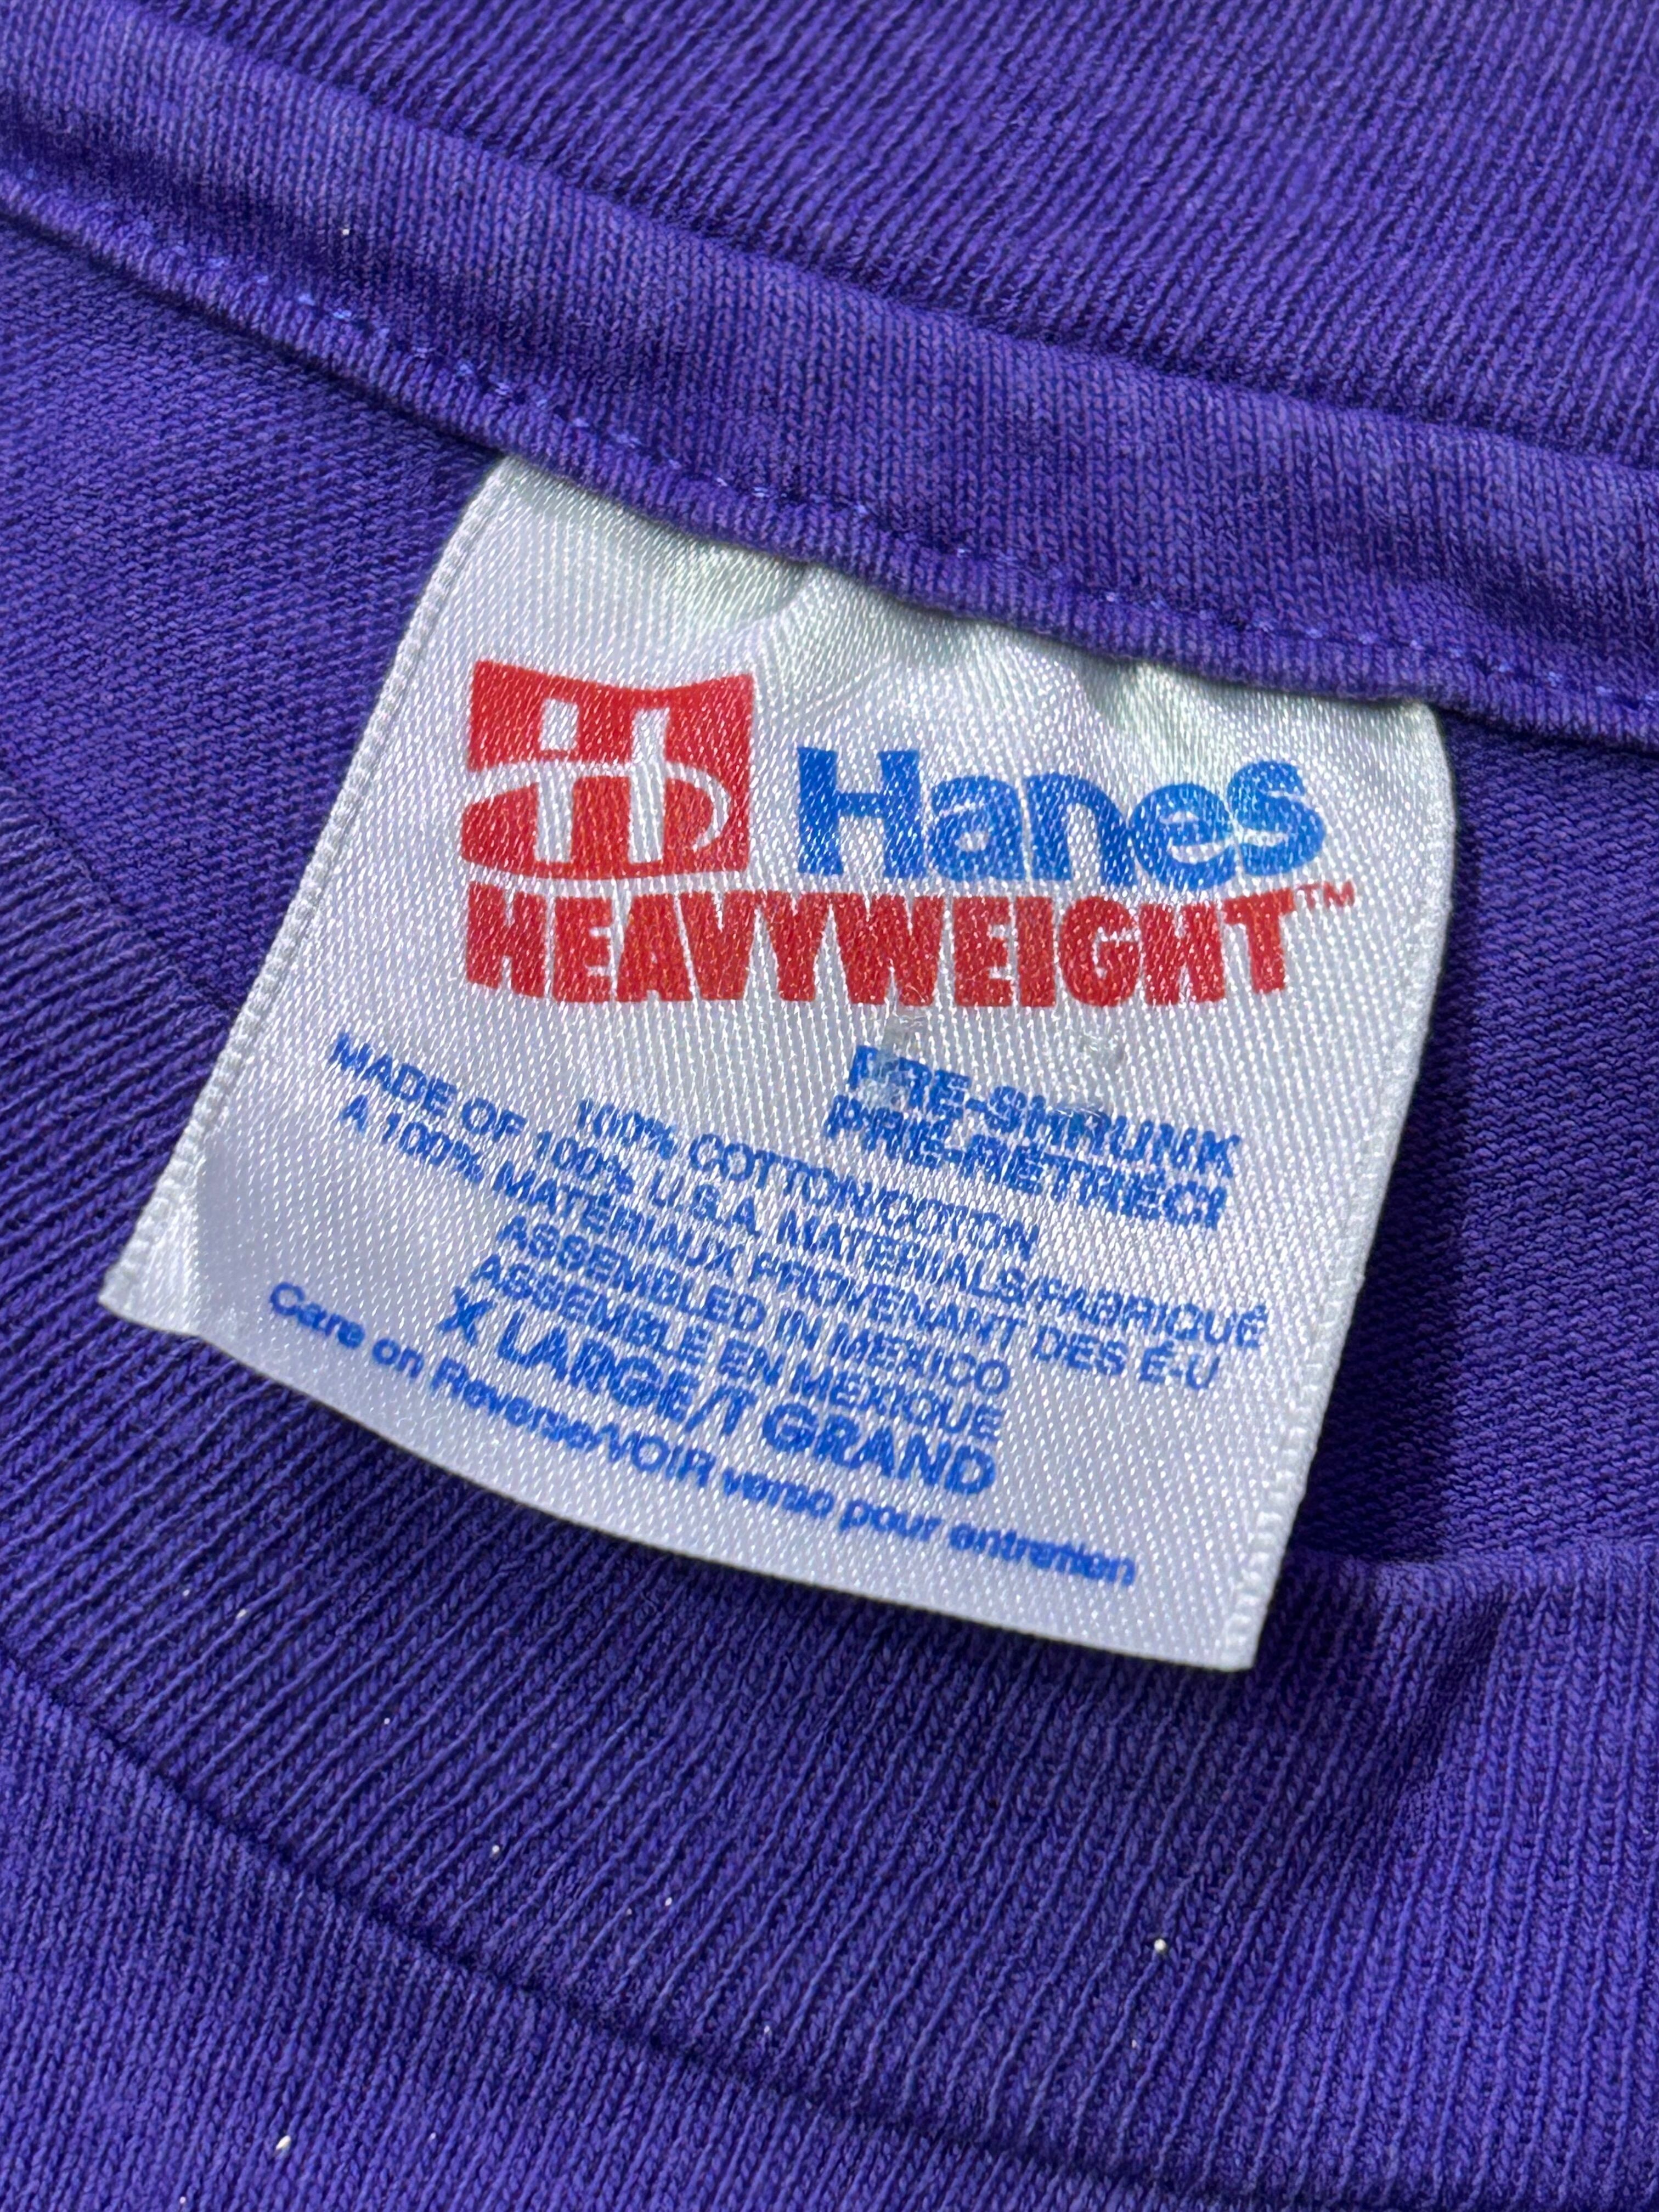 H
Hanes
HEAVYWEIGHT™
PRE-SHRUNK
PRÉ-RÉTRÉCI
100% COTTON/COTON
MADE OF 100% U.S.A. MATERIALS/FABRIQUÉ
À 100% MATÉRIAUX PROVENANT DES É-U
ASSEMBLED IN MEXICO
ASSEMBLÉ EN MEXIQUE
X LARGE/T GRAND
Care on Reverse/VOIR verso pour entretien